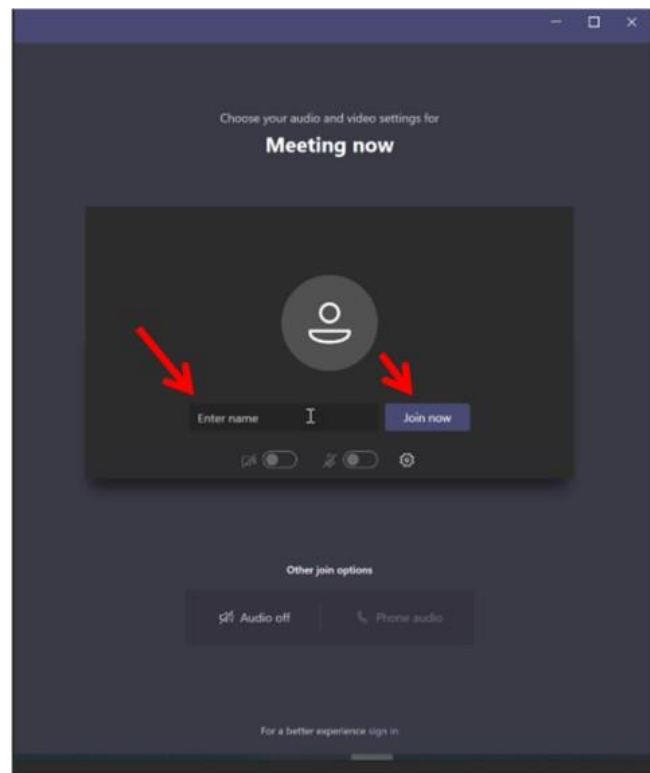 Choose your audio and video settings for
Meeting now
Enter name
Join now
Other join options
Audio off
Phone audio
For a better experience sign in